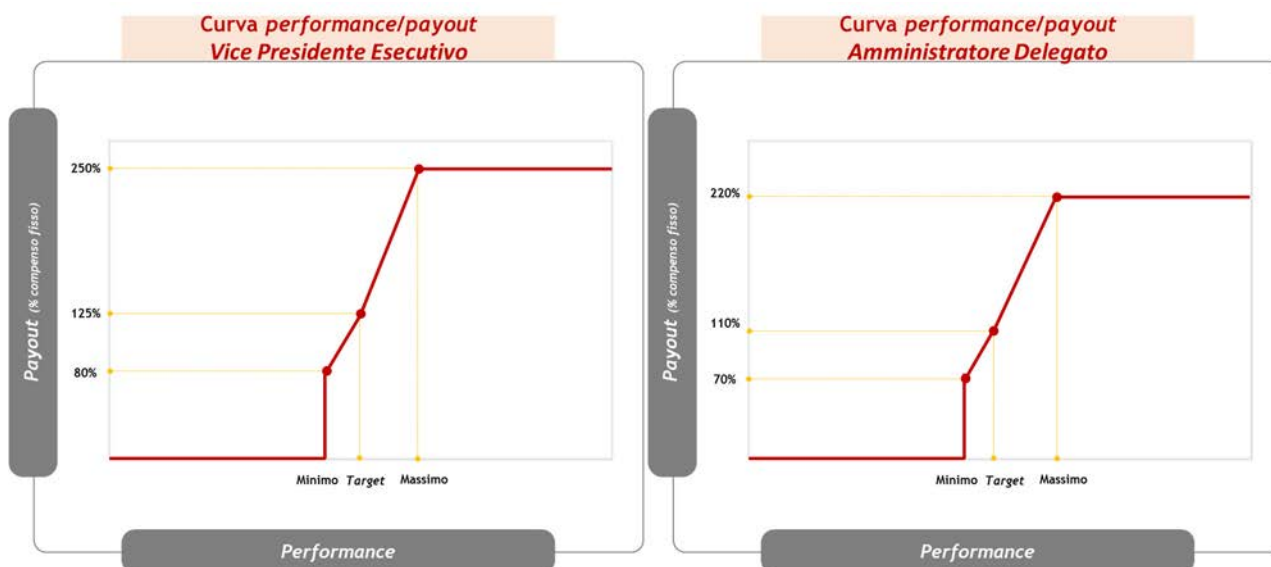 Curva performance/payout
Vice Presidente Esecutivo
Payout (% compenso fisso)
250%
125%
80%
Minimo Target Massimo
Performance
Curva performance/payout
Amministratore Delegato
Payout (% compenso fisso)
220%
110%
70%
Minimo Target Massimo
Performance